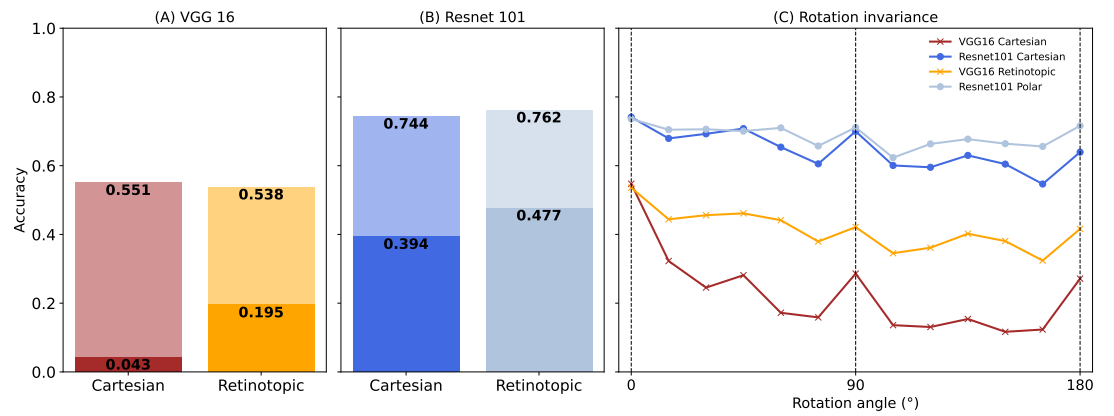 (A) VGG 16
(B) Resnet 101
(C) Rotation invariance
Accuracy
1.0
0.8
0.6
0.4
0.2
0.0
0.551
0.043
0.538
0.195
Cartesian
Retinotopic
0.744
0.394
0.762
0.477
Cartesian
Retinotopic
VGG16 Cartesian
Resnet101 Cartesian
VGG16 Retinotopic
Resnet101 Polar
0
90
180
Rotation angle (°)